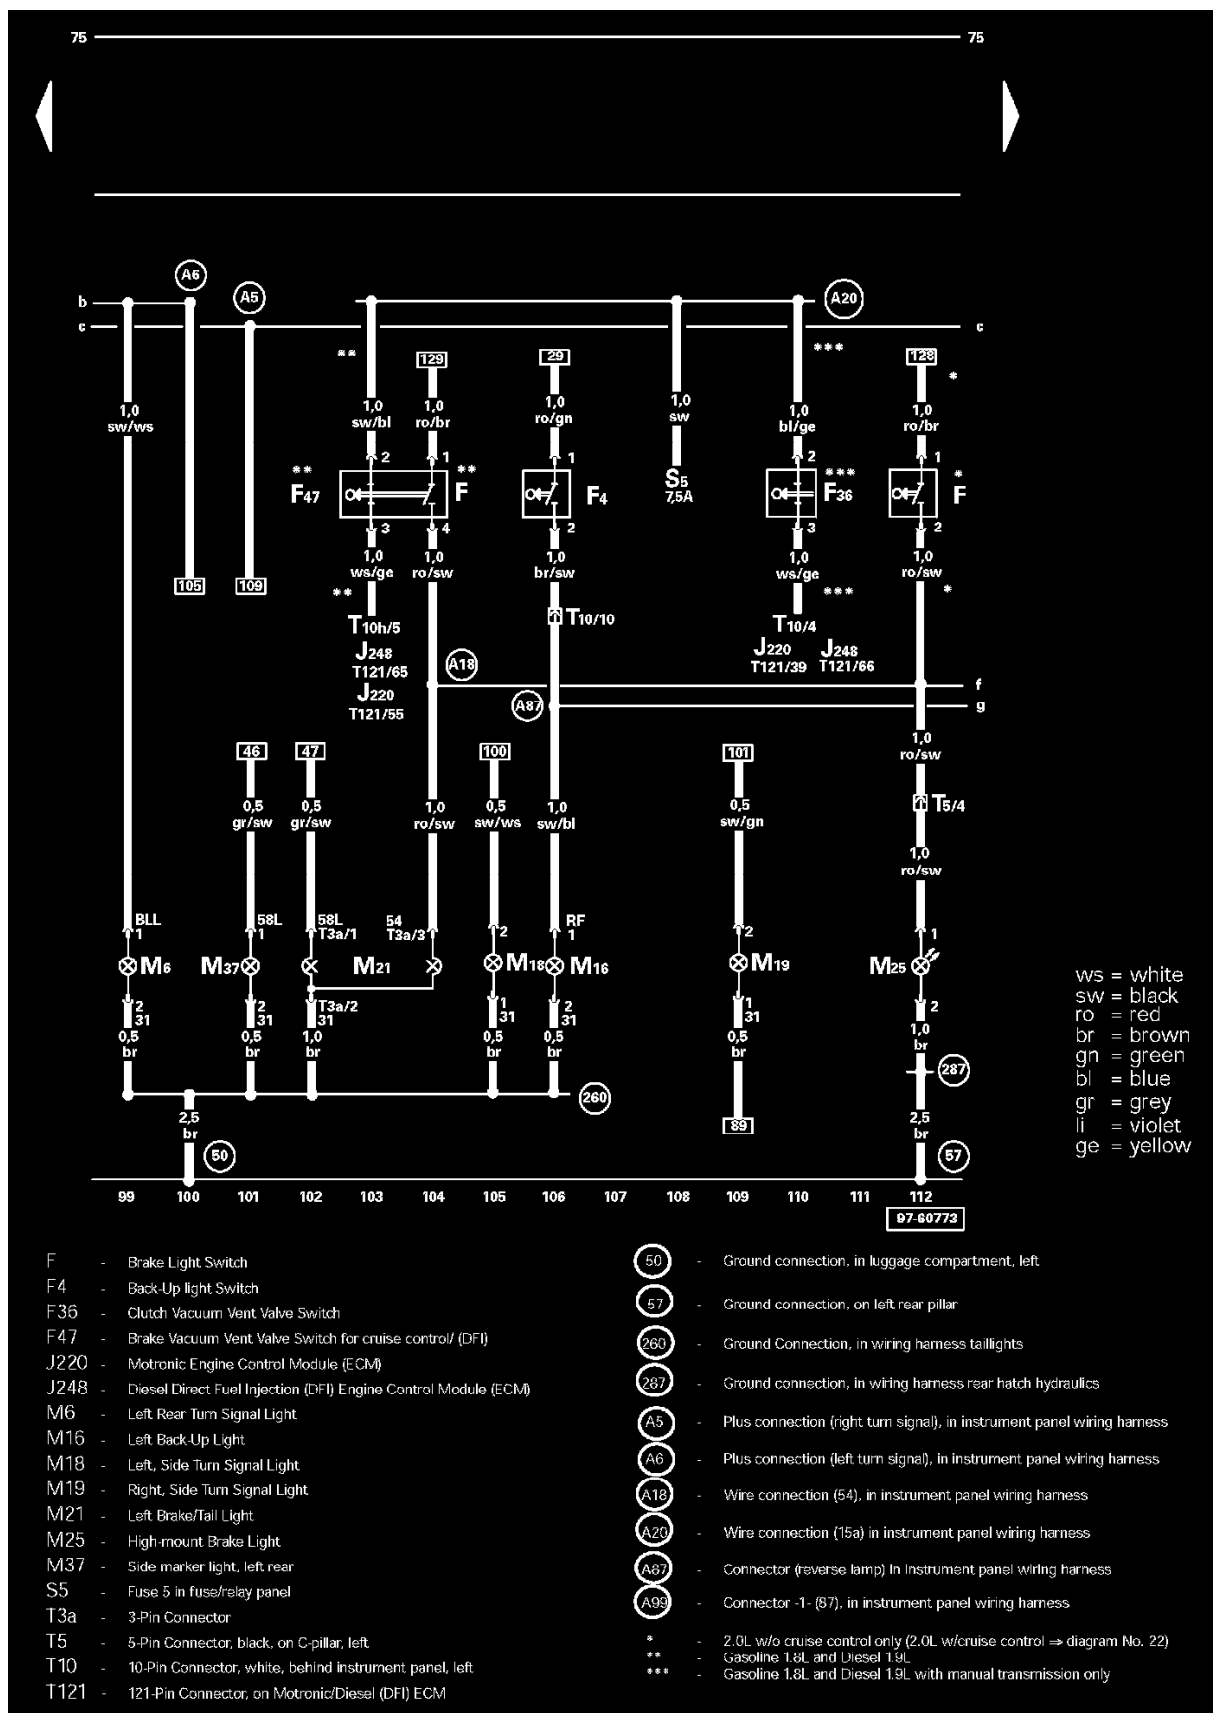 75 75
A6
A5
A20
b
c c
** *** *
129 29 128
1,0 1,0 1,0 1,0 1,0 1,0 1,0
sw/ws sw/bl ro/br ro/gn sw bl/ge ro/br
2 1 1 2 1
** ** *** *
F47 F F4 S5 F36 F
7,5A
3 4 2 3 2
1,0 1,0 1,0 1,0 1,0
ws/ge ro/sw br/sw ws/ge ro/sw
105 109
** *** *
T10h/5 T10/10 T10/4
J248 J220 J248
T121/65 T121/39 T121/66
J220
T121/55
A18
f
A87 g
46 47 100 101 1,0
ro/sw
0,5 0,5 1,0 0,5 1,0 0,5 T5/4
gr/sw gr/sw ro/sw sw/ws sw/bl sw/gn
1,0
ro/sw
BLL 58L 58L 54 RF
1 1 T3a/1 T3a/3 2 1 2 1
M6 M37 M21 M18 M16 M19 M25
2 2 T3a/2 1 2 1 2
31 31 31 31 31 31
0,5 0,5 1,0 0,5 0,5 0,5 1,0
br br br br br br br
287
260
2,5 89 2,5
br br
50 57
99 100 101 102 103 104 105 106 107 108 109 110 111 112
97-60773
ws = white
sw = black
ro = red
br = brown
gn = green
bl = blue
gr = grey
li = violet
ge = yellow
F - Brake Light Switch
F4 - Back-Up light Switch
F36 - Clutch Vacuum Vent Valve Switch
F47 - Brake Vacuum Vent Valve Switch for cruise control/ (DFI)
J220 - Motronic Engine Control Module (ECM)
J248 - Diesel Direct Fuel Injection (DFI) Engine Control Module (ECM)
M6 - Left Rear Turn Signal Light
M16 - Left Back-Up Light
M18 - Left, Side Turn Signal Light
M19 - Right, Side Turn Signal Light
M21 - Left Brake/Tail Light
M25 - High-mount Brake Light
M37 - Side marker light, left rear
S5 - Fuse 5 in fuse/relay panel
T3a - 3-Pin Connector
T5 - 5-Pin Connector, black, on C-pillar, left
T10 - 10-Pin Connector, white, behind instrument panel, left
T121 - 121-Pin Connector, on Motronic/Diesel (DFI) ECM
50 - Ground connection, in luggage compartment, left
57 - Ground connection, on left rear pillar
260 - Ground Connection, in wiring harness taillights
287 - Ground connection, in wiring harness rear hatch hydraulics
A5 - Plus connection (right turn signal), in instrument panel wiring harness
A6 - Plus connection (left turn signal), in instrument panel wiring harness
A18 - Wire connection (54), in instrument panel wiring harness
A20 - Wire connection (15a) in instrument panel wiring harness
A87 - Connector (reverse lamp) in instrument panel wiring harness
A99 - Connector -1- (87), in instrument panel wiring harness
* - 2.0L w/o cruise control only (2.0L w/cruise control ⇒ diagram No. 22)
** - Gasoline 1.8L and Diesel 1.9L
*** - Gasoline 1.8L and Diesel 1.9L with manual transmission only